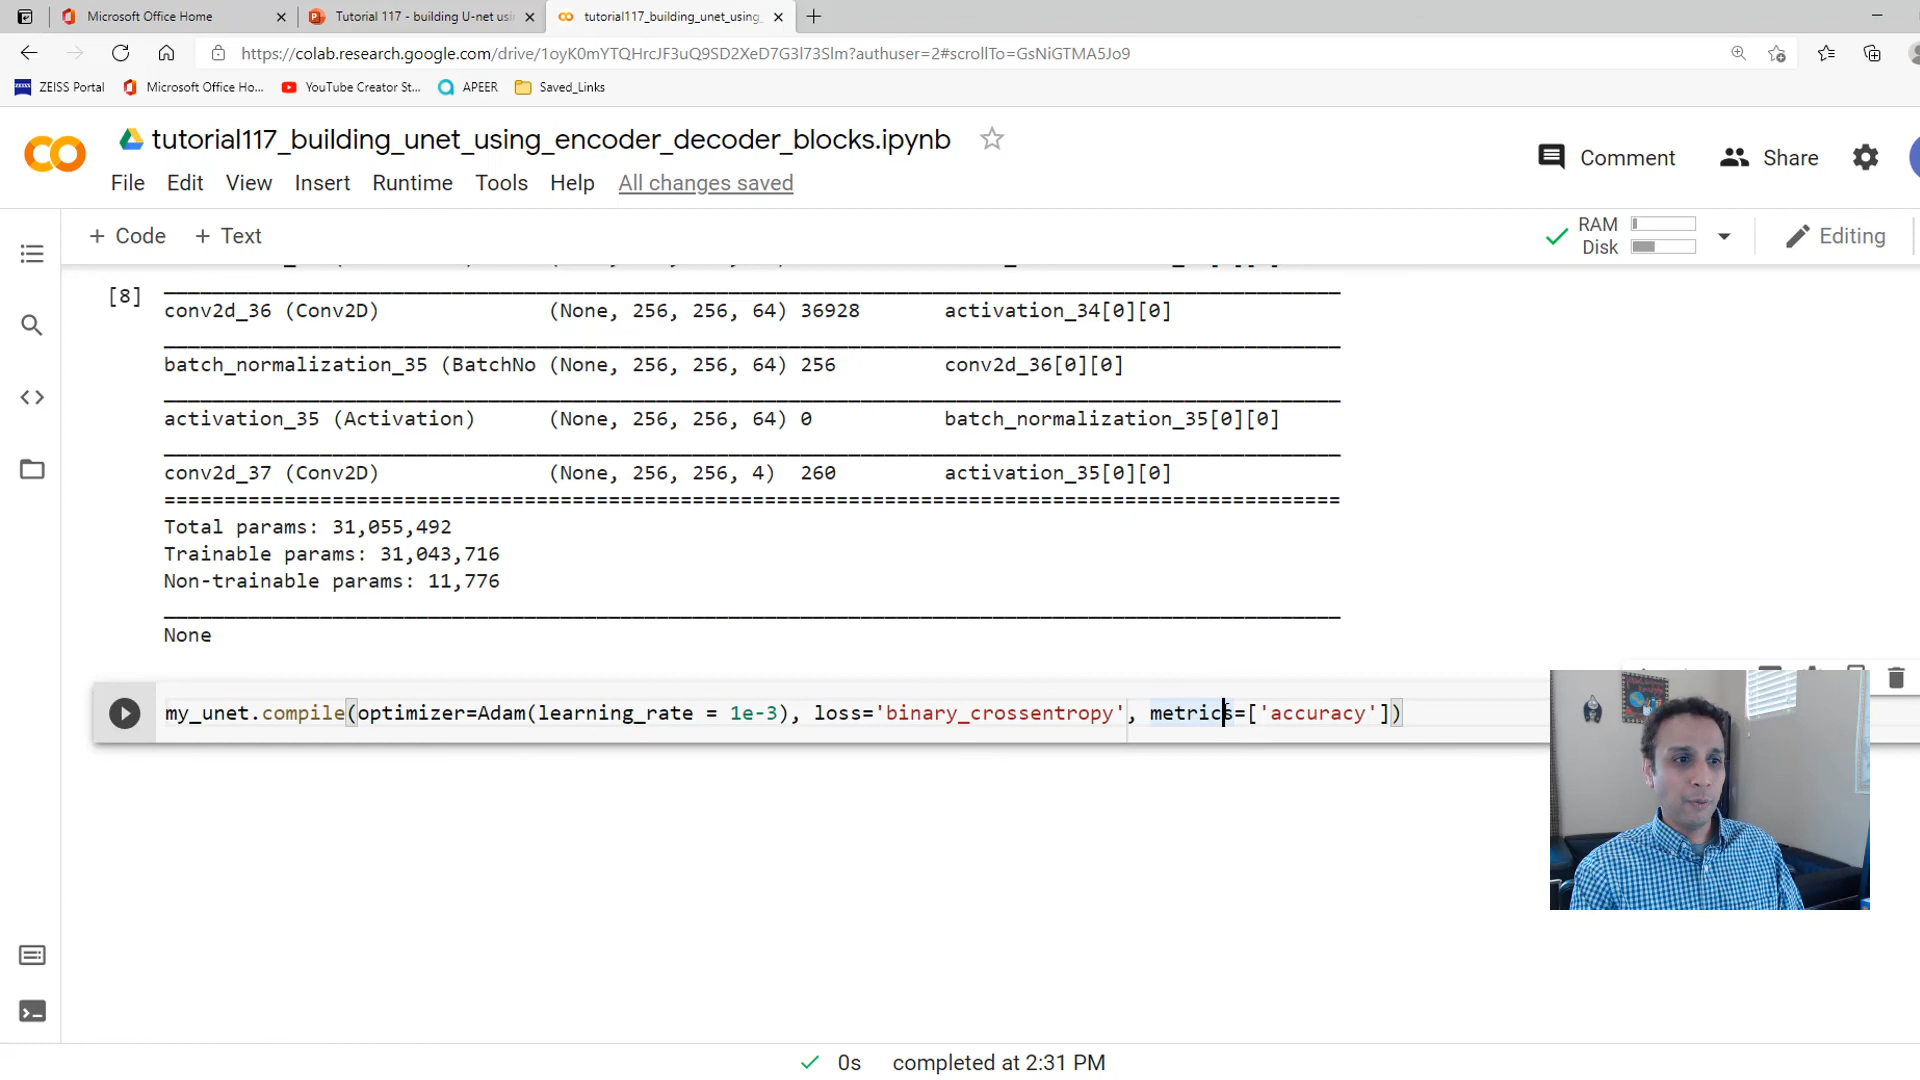 Microsoft Office Home
Tutorial 117 - building U-net usi
tutorial117_building_unet_using_
https://colab.research.google.com/drive/1oyK0mYTQHrcJF3uQ9SD2XeD7G3l73Slm?authuser=2#scrollTo=GsNiGTMA5Jo9
ZEISS Portal
Microsoft Office Ho...
YouTube Creator St...
APEER
Saved_Links
tutorial117_building_unet_using_encoder_decoder_blocks.ipynb
Comment
Share
File Edit View Insert Runtime Tools Help All changes saved
+ Code + Text
RAM
Disk
Editing
[8]
conv2d_36 (Conv2D) (None, 256, 256, 64) 36928 activation_34[0][0]
batch_normalization_35 (BatchNo (None, 256, 256, 64) 256 conv2d_36[0][0]
activation_35 (Activation) (None, 256, 256, 64) 0 batch_normalization_35[0][0]
conv2d_37 (Conv2D) (None, 256, 256, 4) 260 activation_35[0][0]
Total params: 31,055,492
Trainable params: 31,043,716
Non-trainable params: 11,776
None
my_unet.compile(optimizer=Adam(learning_rate = 1e-3), loss='binary_crossentropy', metrics=['accuracy'])
0s completed at 2:31 PM